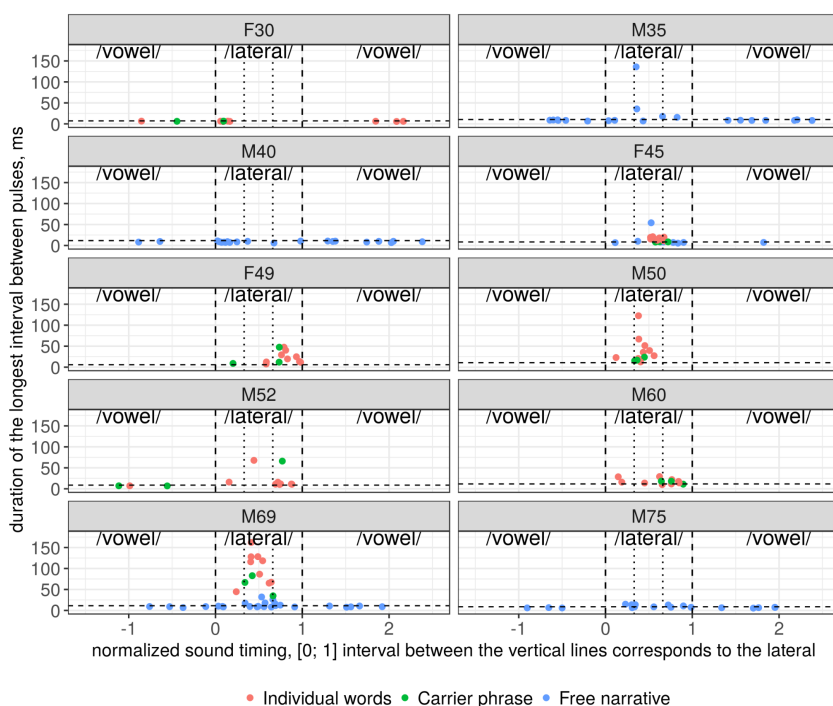 F30 M35
/vowel/ /lateral/ /vowel/ /vowel/ /lateral/ /vowel/
150
100
50
0
M40 F45
/vowel/ /lateral/ /vowel/ /vowel/ /lateral/ /vowel/
150
100
50
0
F49 M50
/vowel/ /lateral/ /vowel/ /vowel/ /lateral/ /vowel/
150
100
50
0
M52 M60
/vowel/ /lateral/ /vowel/ /vowel/ /lateral/ /vowel/
150
100
50
0
M69 M75
/vowel/ /lateral/ /vowel/ /vowel/ /lateral/ /vowel/
150
100
50
0
-1 0 1 2 -1 0 1 2
duration of the longest interval between pulses, ms
normalized sound timing, [0; 1] interval between the vertical lines corresponds to the lateral
Individual words Carrier phrase Free narrative